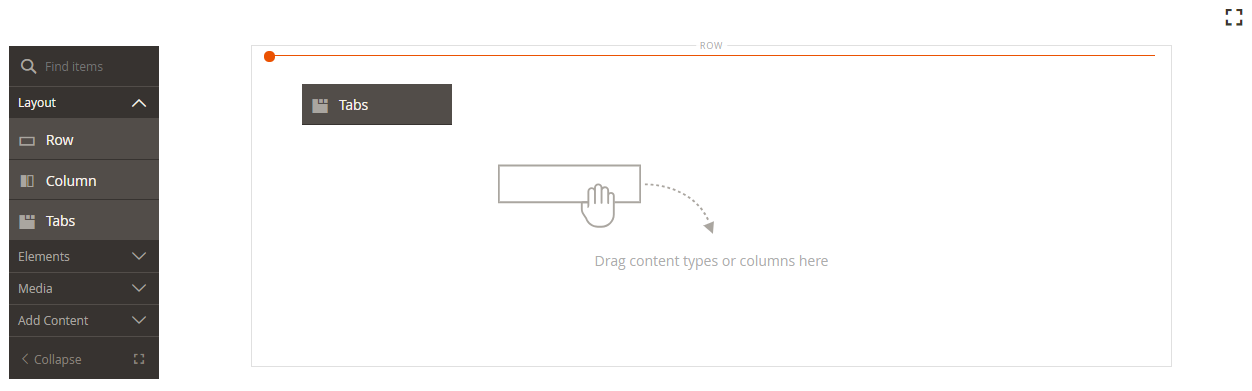 Find items
Layout
Row
Column
Tabs
Elements
Media
Add Content
Collapse
ROW
Tabs
Drag content types or columns here